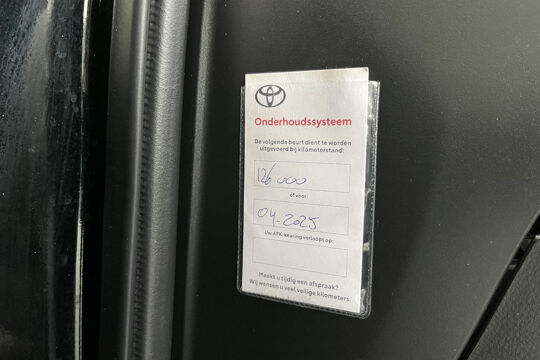 Onderhoudssysteem
De volgende beurt dient te worden
uitgevoerd bij kilometerstand:
126.000
of voor:
04-2025
Uw APK-keuring verloopt op:
Maakt u tijdig een afspraak?
Wij wensen u veel veilige kilometers